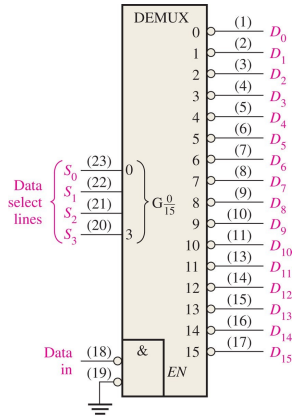 DEMUX
0 (1) D0
1 (2) D1
2 (3) D2
3 (4) D3
4 (5) D4
5 (6) D5
6 (7) D6
7 (8) D7
8 (9) D8
9 (10) D9
10 (11) D10
11 (13) D11
12 (14) D12
13 (15) D13
14 (16) D14
15 (17) D15
Data select lines
S0 (23) 0
S1 (22)
S2 (21)
S3 (20) 3
G 0/15
Data in
(18)
(19)
&
EN